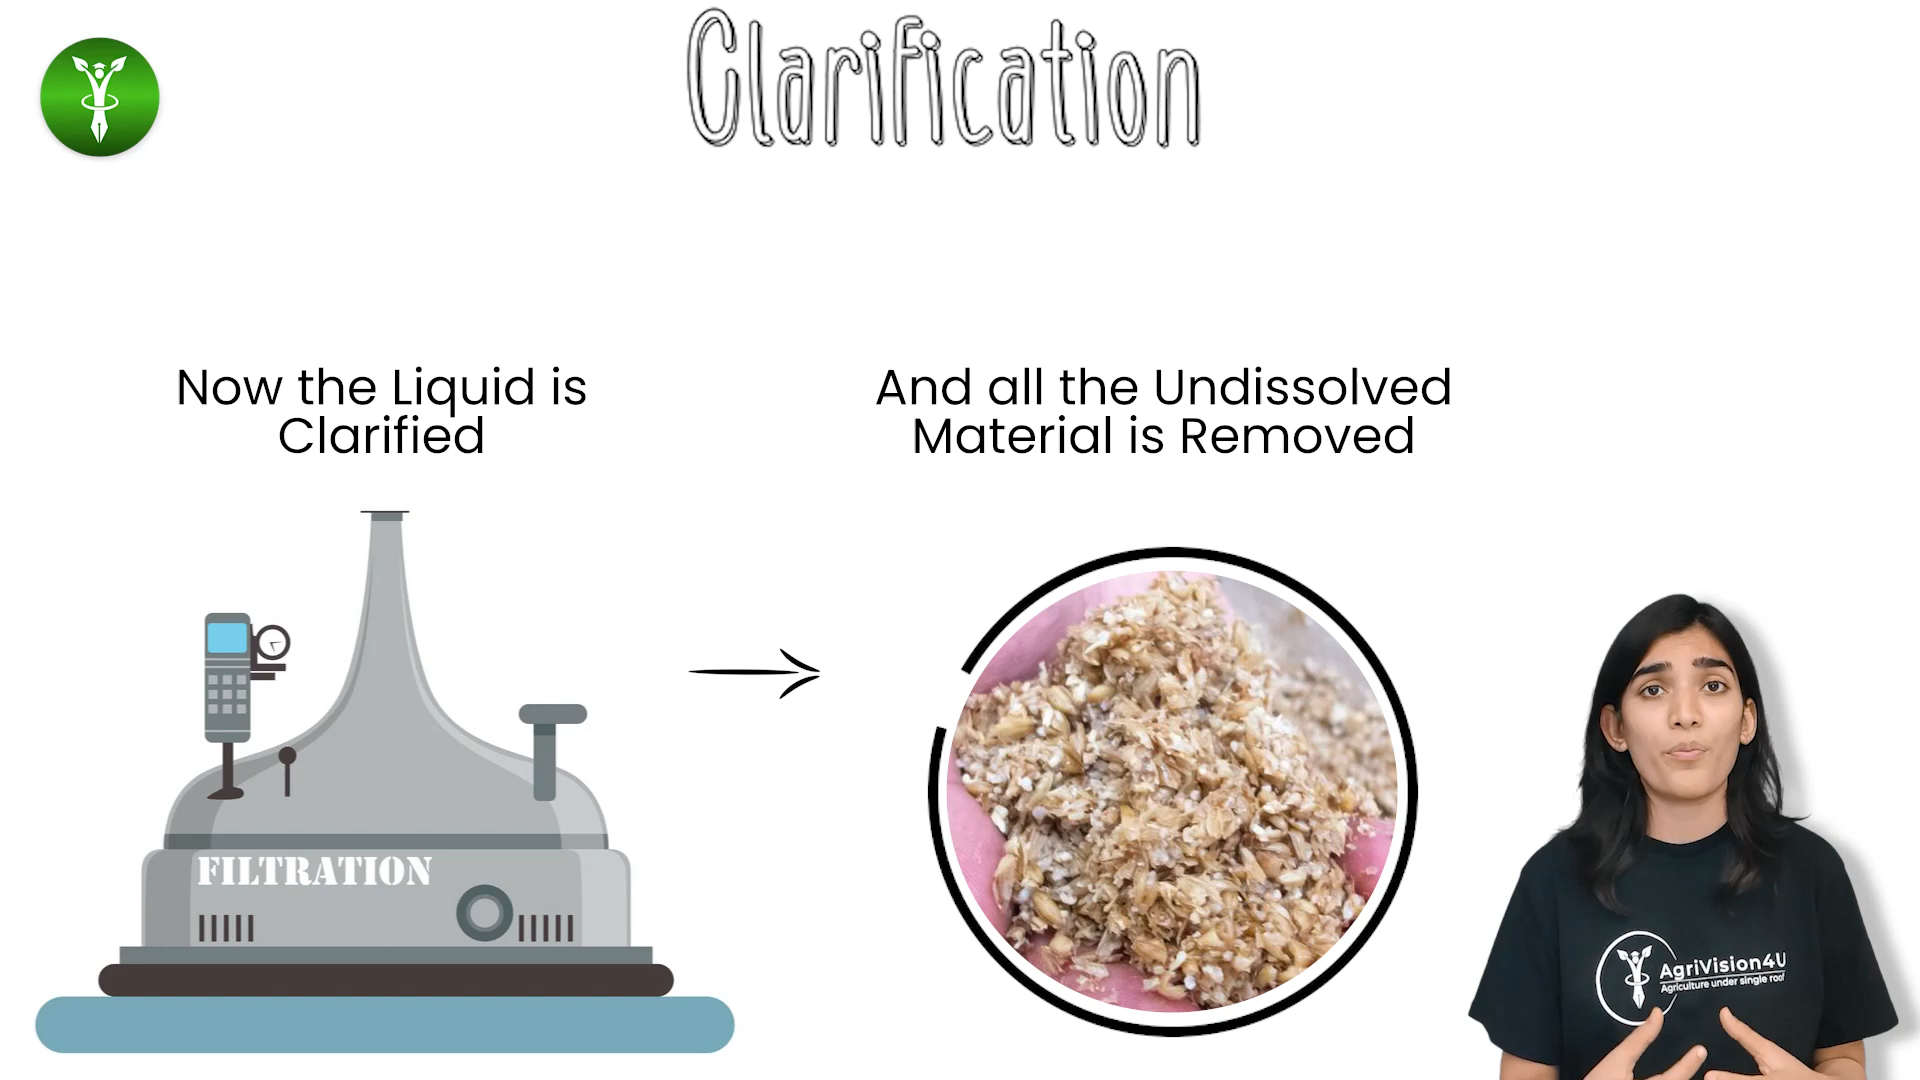 Clarification
Now the Liquid is
Clarified
And all the Undissolved
Material is Removed
FILTRATION
AgriVision4U
Agriculture under single roof